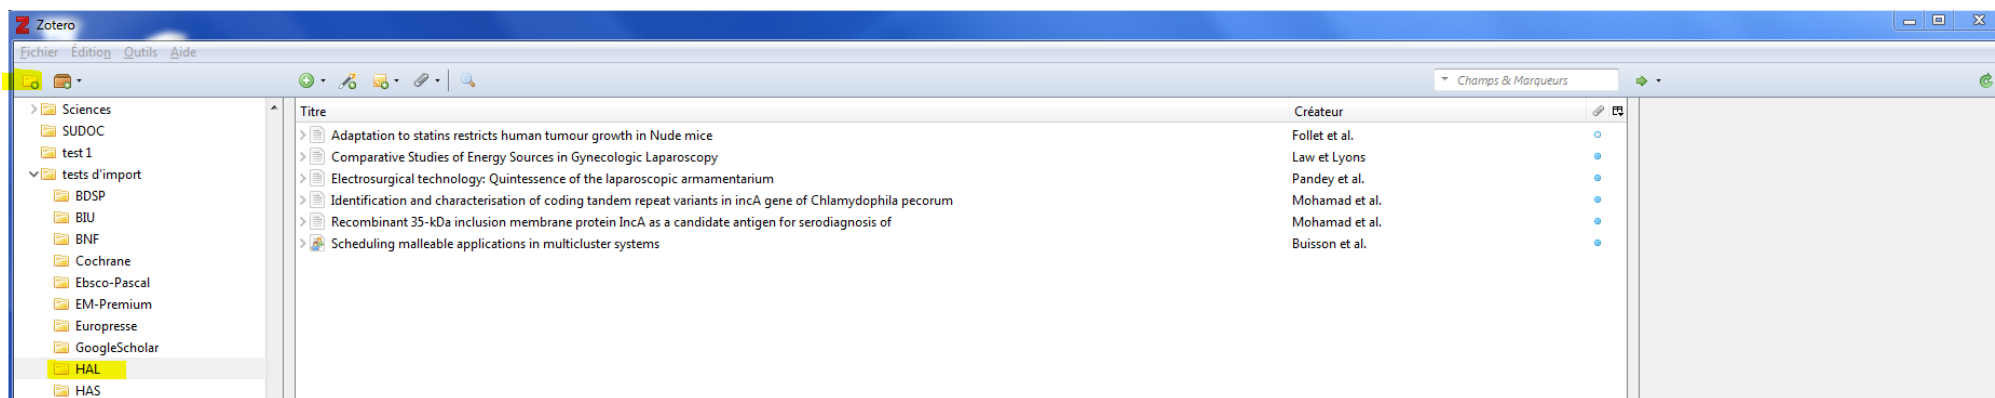 Zotero
Fichier Édition Outils Aide
Champs & Marqueurs
Sciences
SUDOC
test 1
tests d'import
BDSP
BIU
BNF
Cochrane
Ebsco-Pascal
EM-Premium
Europresse
GoogleScholar
HAL
HAS
Titre Créateur
Adaptation to statins restricts human tumour growth in Nude mice Follet et al.
Comparative Studies of Energy Sources in Gynecologic Laparoscopy Law et Lyons
Electrosurgical technology: Quintessence of the laparoscopic armamentarium Pandey et al.
Identification and characterisation of coding tandem repeat variants in incA gene of Chlamydophila pecorum Mohamad et al.
Recombinant 35-kDa inclusion membrane protein IncA as a candidate antigen for serodiagnosis of Mohamad et al.
Scheduling malleable applications in multicluster systems Buisson et al.